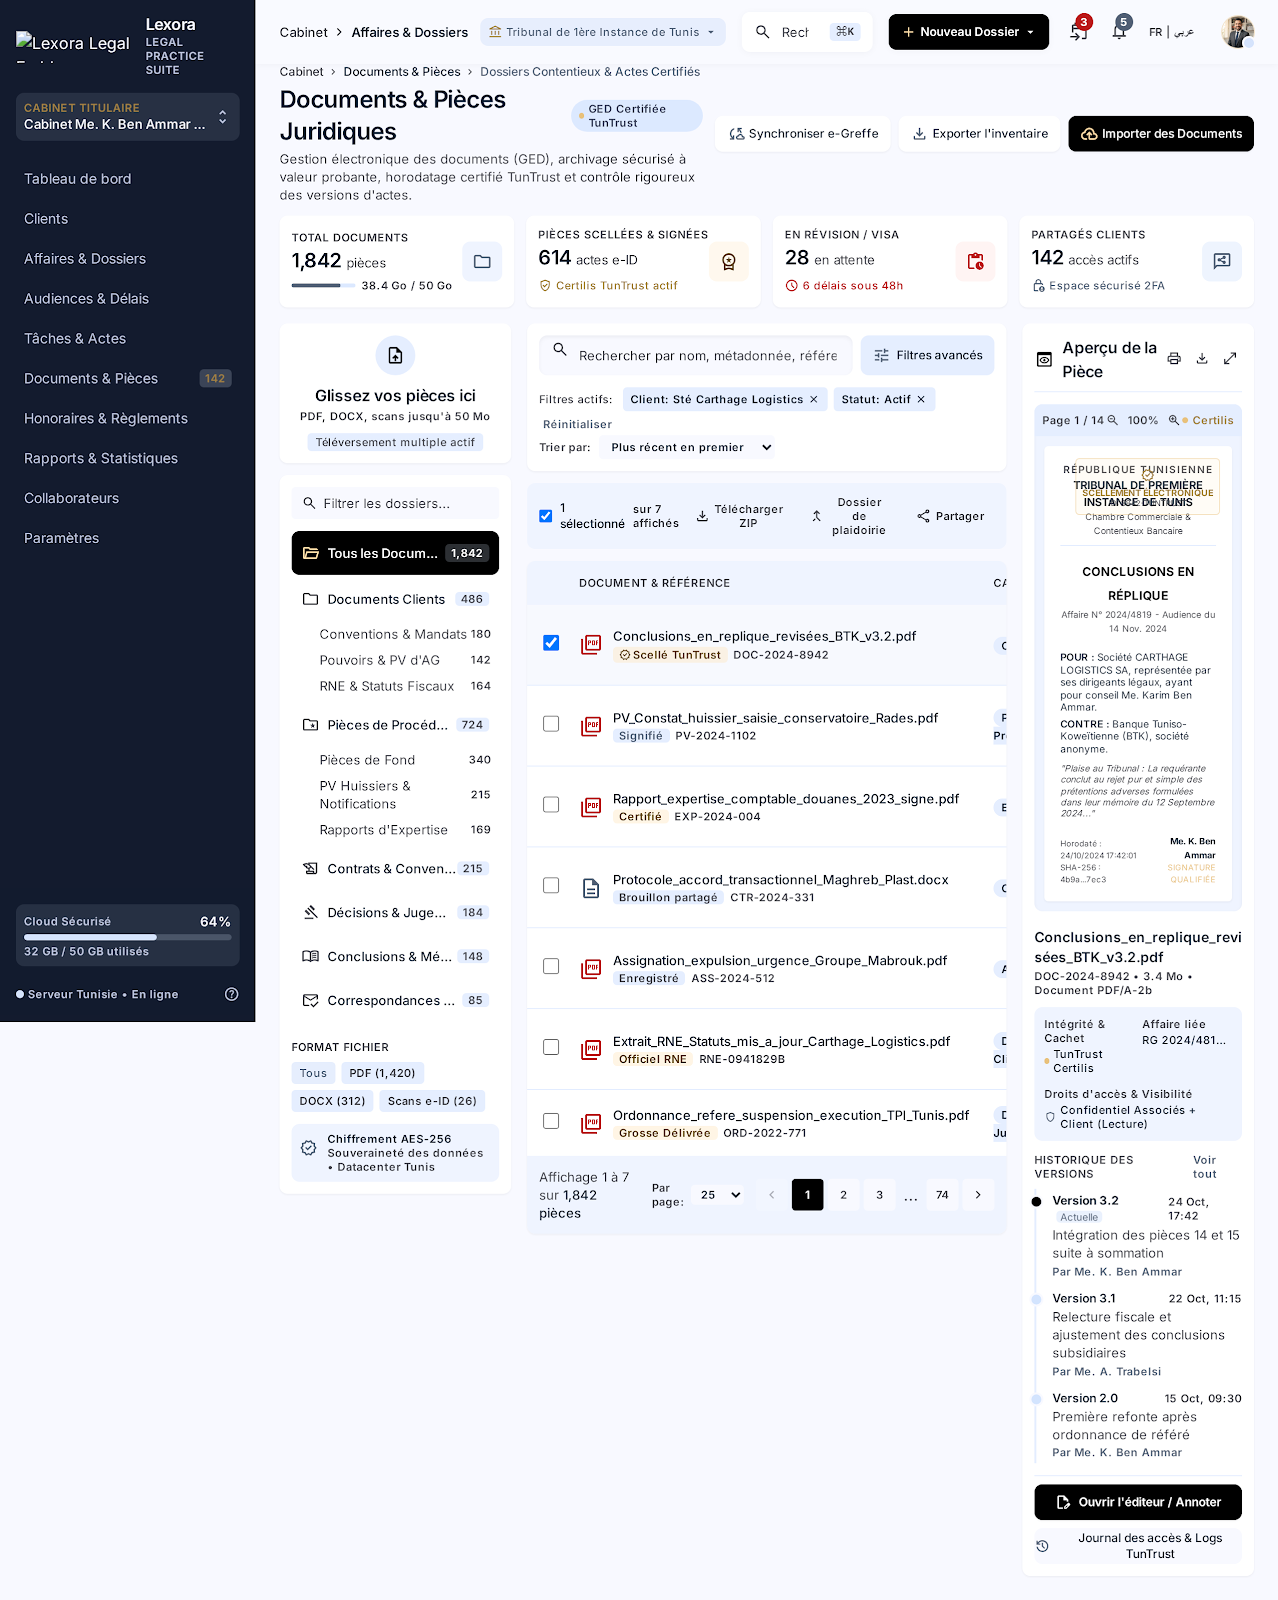 Lexora Legal
Lexora
LEGAL
PRACTICE
SUITE
CABINET TITULAIRE
Cabinet Me. K. Ben Ammar ...
Tableau de bord
Clients
Affaires & Dossiers
Audiences & Délais
Tâches & Actes
Documents & Pièces 142
Honoraires & Règlements
Rapports & Statistiques
Collaborateurs
Paramètres
Cloud Sécurisé 64%
32 GB / 50 GB utilisés
Serveur Tunisie • En ligne
Cabinet > Affaires & Dossiers
Tribunal de 1ère Instance de Tunis
Rech
⌘K
+ Nouveau Dossier
3
5
FR | عربي
Cabinet > Documents & Pièces > Dossiers Contentieux & Actes Certifiés
Documents & Pièces
Juridiques
GED Certifiée
TunTrust
Gestion électronique des documents (GED), archivage sécurisé à
valeur probante, horodatage certifié TunTrust et contrôle rigoureux
des versions d'actes.
Synchroniser e-Greffe
Exporter l'inventaire
Importer des Documents
TOTAL DOCUMENTS
1,842 pièces
38.4 Go / 50 Go
PIÈCES SCELLÉES & SIGNÉES
614 actes e-ID
Certilis TunTrust actif
EN RÉVISION / VISA
28 en attente
6 délais sous 48h
PARTAGÉS CLIENTS
142 accès actifs
Espace sécurisé 2FA
Glissez vos pièces ici
PDF, DOCX, scans jusqu'à 50 Mo
Téléversement multiple actif
Filtrer les dossiers...
Tous les Docum... 1,842
Documents Clients 486
Conventions & Mandats 180
Pouvoirs & PV d'AG 142
RNE & Statuts Fiscaux 164
Pièces de Procéd... 724
Pièces de Fond 340
PV Huissiers &
Notifications 215
Rapports d'Expertise 169
Contrats & Conven... 215
Décisions & Juge... 184
Conclusions & Mé... 148
Correspondances ... 85
FORMAT FICHIER
Tous
PDF (1,420)
DOCX (312)
Scans e-ID (26)
Chiffrement AES-256
Souveraineté des données
• Datacenter Tunis
Rechercher par nom, métadonnée, référe
Filtres avancés
Filtres actifs: Client: Sté Carthage Logistics × Statut: Actif ×
Réinitialiser
Trier par: Plus récent en premier
1
sélectionné
sur 7
affichés
Télécharger
ZIP
Dossier
de
plaidoirie
Partager
DOCUMENT & RÉFÉRENCE CA
Conclusions_en_replique_revisées_BTK_v3.2.pdf
Scellé TunTrust DOC-2024-8942
PV_Constat_huissier_saisie_conservatoire_Rades.pdf
Signifié PV-2024-1102
P
Pr
Rapport_expertise_comptable_douanes_2023_signe.pdf
Certifié EXP-2024-004
E
Protocole_accord_transactionnel_Maghreb_Plast.docx
Brouillon partagé CTR-2024-331
C
Assignation_expulsion_urgence_Groupe_Mabrouk.pdf
Enregistré ASS-2024-512
A
Extrait_RNE_Statuts_mis_a_jour_Carthage_Logistics.pdf
Officiel RNE RNE-0941829B
D
Cli
Ordonnance_refere_suspension_execution_TPI_Tunis.pdf
Grosse Délivrée ORD-2022-771
D
Ju
Affichage 1 à 7
sur 1,842
pièces
Par
page: 25
‹ 1 2 3 ... 74 ›
Aperçu de la
Pièce
Page 1 / 14 100% Certilis
RÉPUBLIQUE TUNISIENNE
TRIBUNAL DE PREMIÈRE
SCELLEMENT ÉLECTRONIQUE
INSTANCE DE TUNIS
Chambre Commerciale &
Contentieux Bancaire
CONCLUSIONS EN
RÉPLIQUE
Affaire N° 2024/4819 - Audience du
14 Nov. 2024
POUR : Société CARTHAGE
LOGISTICS SA, représentée par
ses dirigeants légaux, ayant
pour conseil Me. Karim Ben
Ammar.
CONTRE : Banque Tuniso-
Koweïtienne (BTK), société
anonyme.
"Plaise au Tribunal : La requérante
conclut au rejet pur et simple des
prétentions adverses formulées
dans leur mémoire du 12 Septembre
2024..."
Horodaté :
24/10/2024 17:42:01
SHA-256 :
4b9a...7ec3
Me. K. Ben
Ammar
SIGNATURE
QUALIFIÉE
Conclusions_en_replique_revi
sées_BTK_v3.2.pdf
DOC-2024-8942 • 3.4 Mo •
Document PDF/A-2b
Intégrité &
Cachet
TunTrust
Certilis
Affaire liée
RG 2024/481...
Droits d'accès & Visibilité
Confidentiel Associés +
Client (Lecture)
HISTORIQUE DES
VERSIONS
Voir
tout
Version 3.2
Actuelle
24 Oct,
17:42
Intégration des pièces 14 et 15
suite à sommation
Par Me. K. Ben Ammar
Version 3.1 22 Oct, 11:15
Relecture fiscale et
ajustement des conclusions
subsidiaires
Par Me. A. Trabelsi
Version 2.0 15 Oct, 09:30
Première refonte après
ordonnance de référé
Par Me. K. Ben Ammar
Ouvrir l'éditeur / Annoter
Journal des accès & Logs
TunTrust